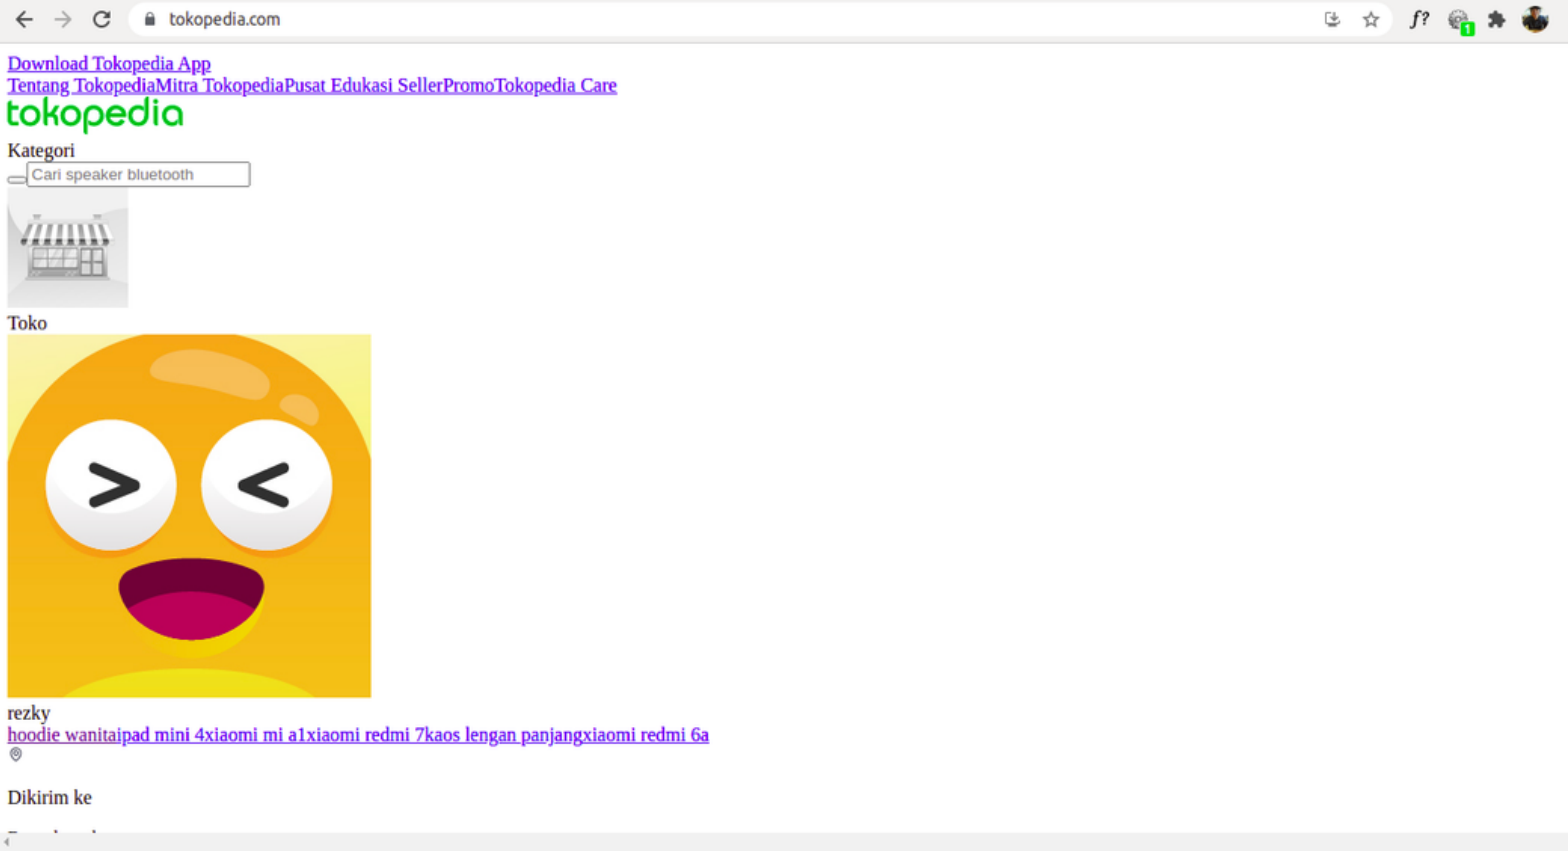 tokopedia.com
f?
1
Download Tokopedia App
Tentang TokopediaMitra TokopediaPusat Edukasi SellerPromoTokopedia Care
tokopedia
Kategori
Cari speaker bluetooth
Toko
rezky
hoodie wanitaipad mini 4xiaomi mi a1xiaomi redmi 7kaos lengan panjangxiaomi redmi 6a
Dikirim ke